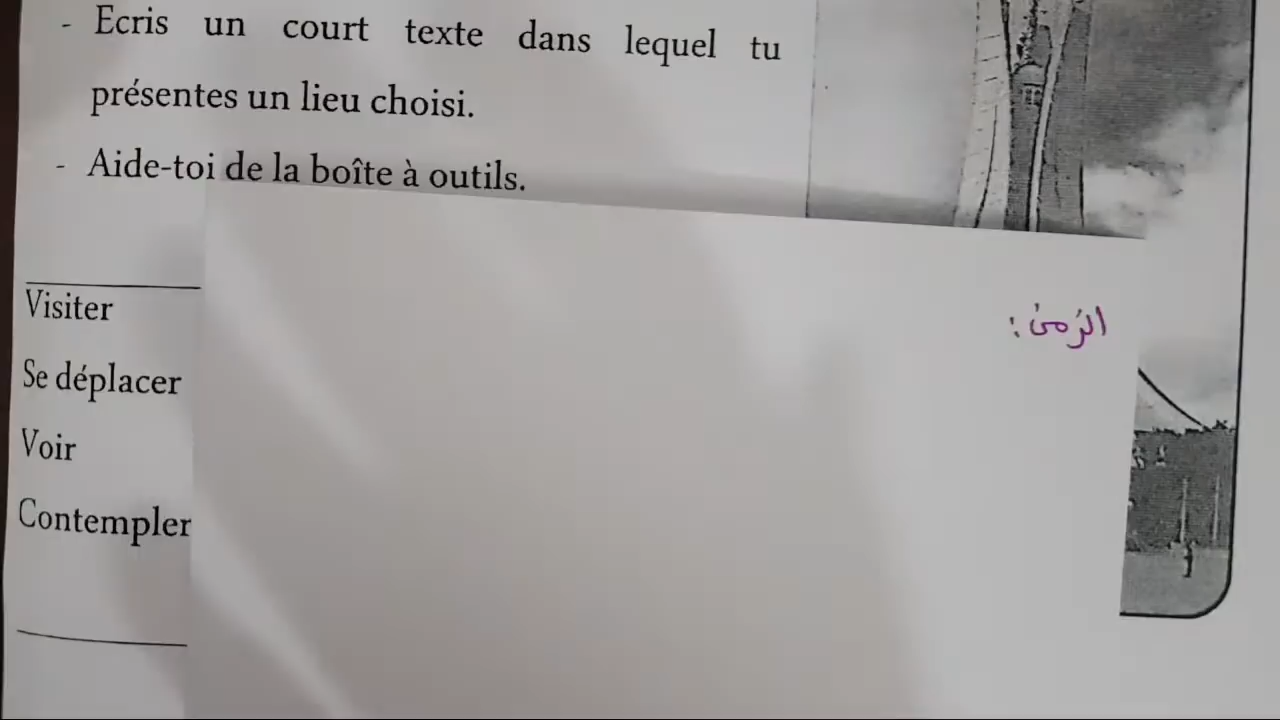 - Ecris un court texte dans lequel tu
présentes un lieu choisi.
- Aide-toi de la boîte à outils.
Visiter
الزمن :
Se déplacer
Voir
Contempler